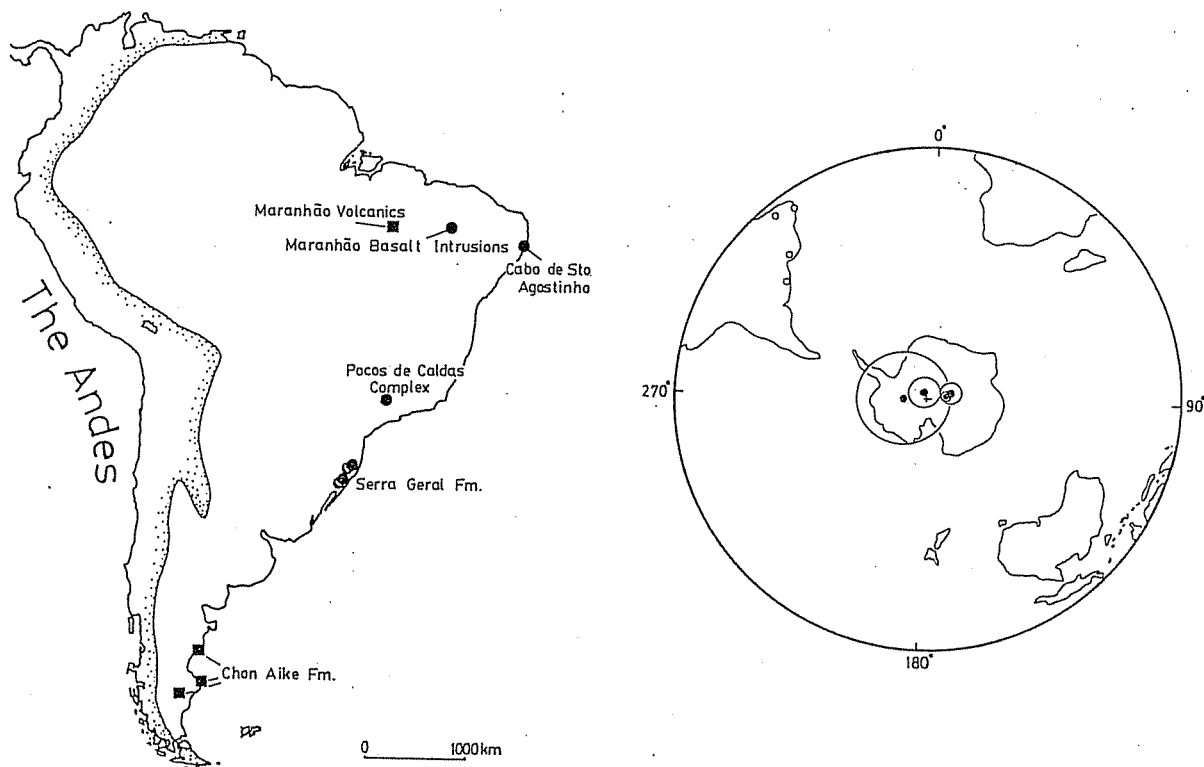 Maranhão Volcanics
Maranhão Basalt Intrusions
Cabo de Sto.
Agostinho
The Andes
Pocos de Caldas
Complex
Serra Geral Fm.
Chon Aike Fm.
0 1000km
0°
270°
90°
180°